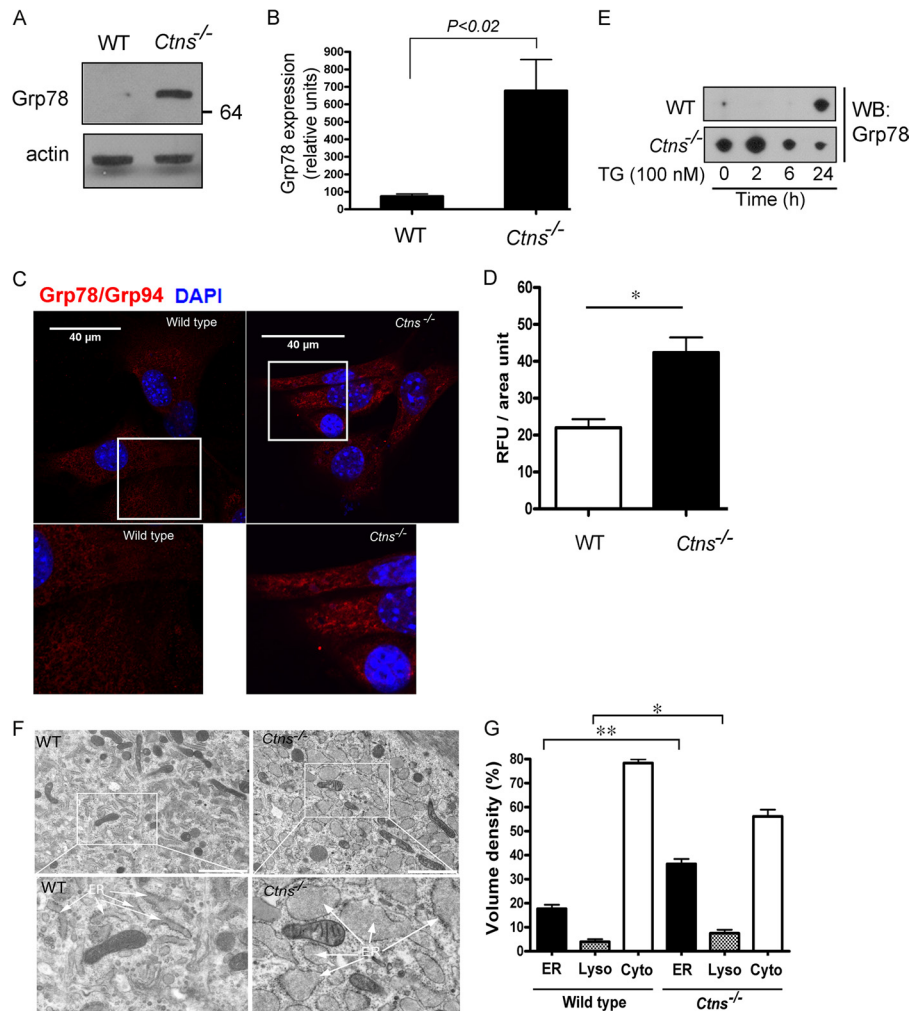 A
WT Ctns-/-
Grp78
64
actin
B
P<0.02
Grp78 expression
(relative units)
900
800
700
600
500
400
300
200
100
0
WT Ctns-/-
E
WT
Ctns-/-
WB:
Grp78
TG (100 nM) 0 2 6 24
Time (h)
C
Grp78/Grp94 DAPI
Wild type
40 µm
Ctns-/-
40 µm
Wild type
Ctns-/-
D
*
RFU / area unit
60
50
40
30
20
10
0
WT Ctns-/-
F
WT
Ctns-/-
WT
ER
Ctns-/-
ER
G
*
**
Volume density (%)
80
70
60
50
40
30
20
10
0
ER Lyso Cyto ER Lyso Cyto
Wild type Ctns-/-